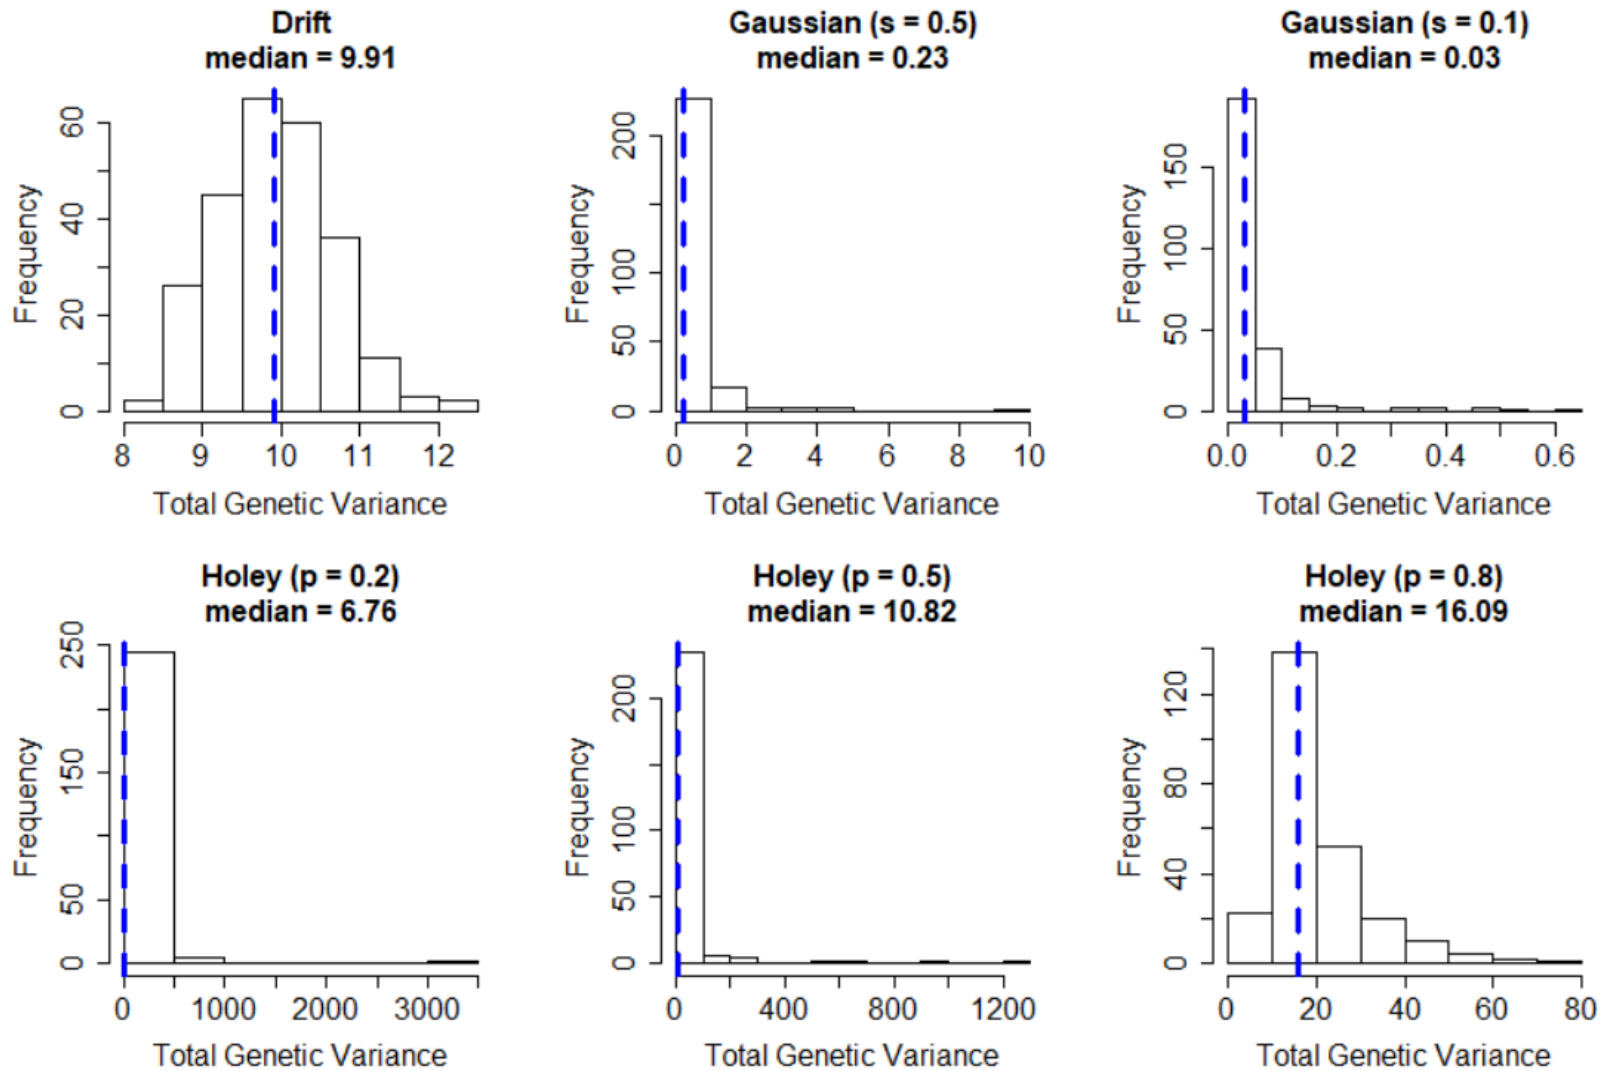 Drift
median = 9.91
Frequency
0
20
40
60
8
9
10
11
12
Total Genetic Variance
Gaussian (s = 0.5)
median = 0.23
Frequency
0
50
100
200
0
2
4
6
8
10
Total Genetic Variance
Gaussian (s = 0.1)
median = 0.03
Frequency
0
50
100
150
0.0
0.2
0.4
0.6
Total Genetic Variance
Holey (p = 0.2)
median = 6.76
Frequency
0
50
150
250
0
1000
2000
3000
Total Genetic Variance
Holey (p = 0.5)
median = 10.82
Frequency
0
50
100
200
0
400
800
1200
Total Genetic Variance
Holey (p = 0.8)
median = 16.09
Frequency
0
40
80
120
0
20
40
60
80
Total Genetic Variance